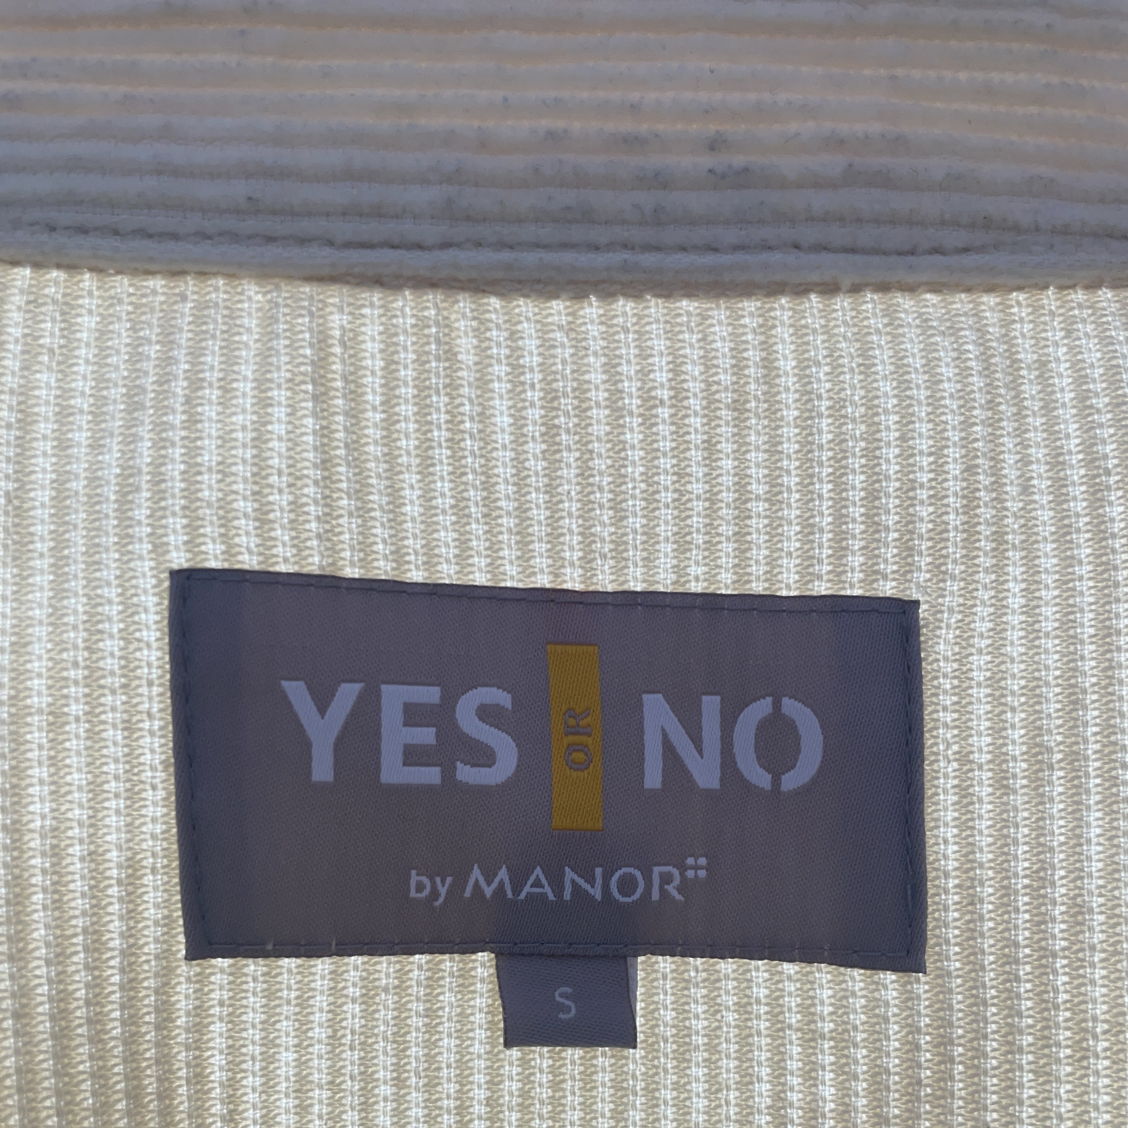 YES OR NO
by MANOR
S